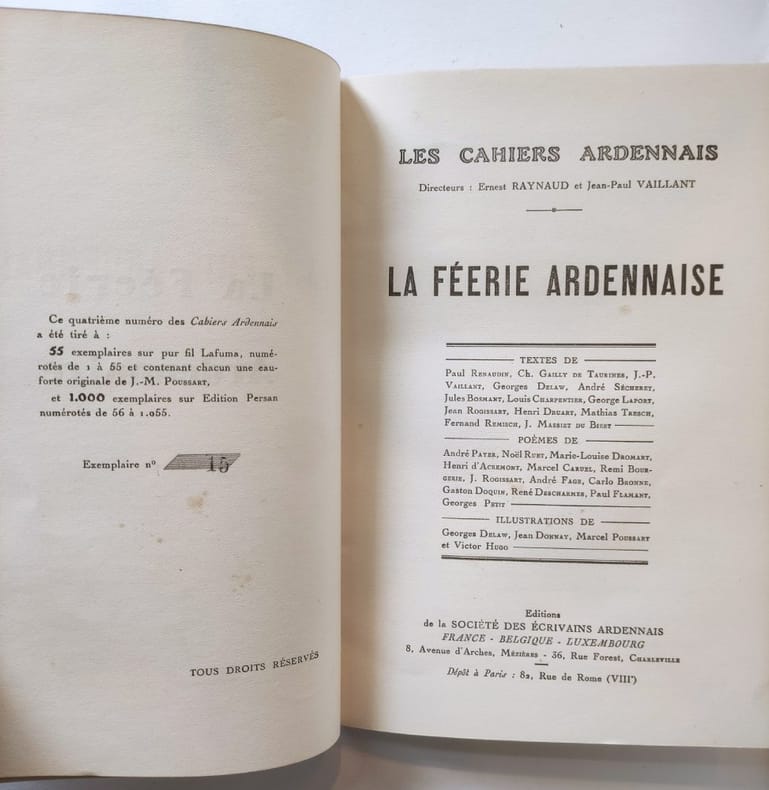 Ce quatrième numéro des Cahiers Ardennais
a été tiré à :
55 exemplaires sur pur fil Lafuma, numé-
rotés de 1 à 55 et contenant chacun une eau-
forte originale de J.-M. POUSSART,
et 1.000 exemplaires sur Edition Persan
numérotés de 56 à 1.055.
Exemplaire nº 15
TOUS DROITS RÉSERVÉS
LES CAHIERS ARDENNAIS
Directeurs : Ernest RAYNAUD et Jean-Paul VAILLANT
LA FÉERIE ARDENNAISE
TEXTES DE
Paul RENAUDIN, Ch. GAILLY DE TAURINES, J.-P.
VAILLANT, Georges DELAW, André SÉCHERET,
Jules BOSMANT, Louis CHARPENTIER, George LAPORT,
Jean ROGISSART, Henri DRUART, Mathias TRESCH,
Fernand REMISCH, J. MASSIET DU BIEST
POÈMES DE
André PAYER, Noël RUET, Marie-Louise DROMART,
Henri d'ACREMONT, Marcel CARUEL, Remi BOUR-
GERIE, J. ROGISSART, André FAGE, Carlo BRONNE,
Gaston DOQUIN, René DESCHARMES, Paul FLAMANT,
Georges PETIT
ILLUSTRATIONS DE
Georges DELAW, Jean DONNAY, Marcel POUSSART
et Victor HUGO
Editions
de la SOCIÉTÉ DES ÉCRIVAINS ARDENNAIS
FRANCE - BELGIQUE - LUXEMBOURG
8, Avenue d'Arches, MÉZIÈRES - 36, Rue Forest, CHARLEVILLE
Dépôt à Paris : 82, Rue de Rome (VIIIᵉ)